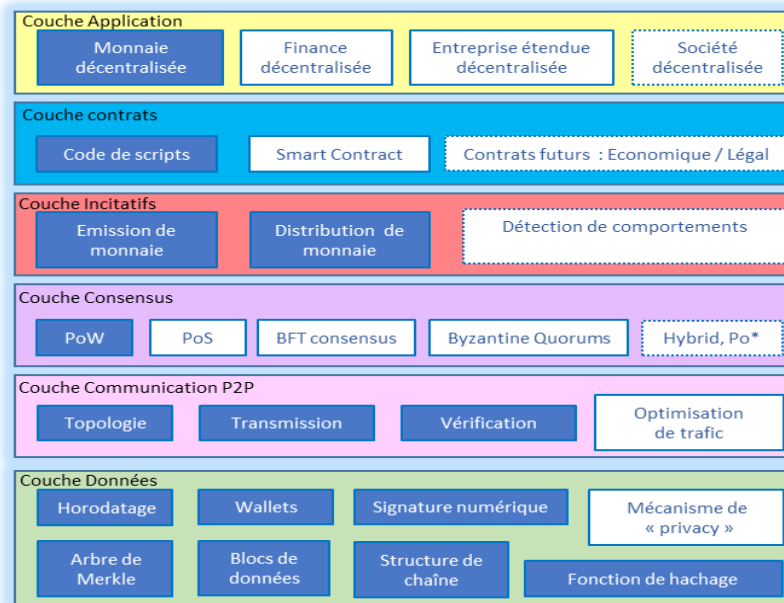 Couche Application
Monnaie
décentralisée
Finance
décentralisée
Entreprise étendue
décentralisée
Société
décentralisée
Couche contrats
Code de scripts
Smart Contract
Contrats futurs : Economique / Légal
Couche Incitatifs
Emission de
monnaie
Distribution de
monnaie
Détection de comportements
Couche Consensus
PoW
PoS
BFT consensus
Byzantine Quorums
Hybrid, Po*
Couche Communication P2P
Topologie
Transmission
Vérification
Optimisation
de trafic
Couche Données
Horodatage
Wallets
Signature numérique
Mécanisme de
« privacy »
Arbre de
Merkle
Blocs de
données
Structure de
chaîne
Fonction de hachage